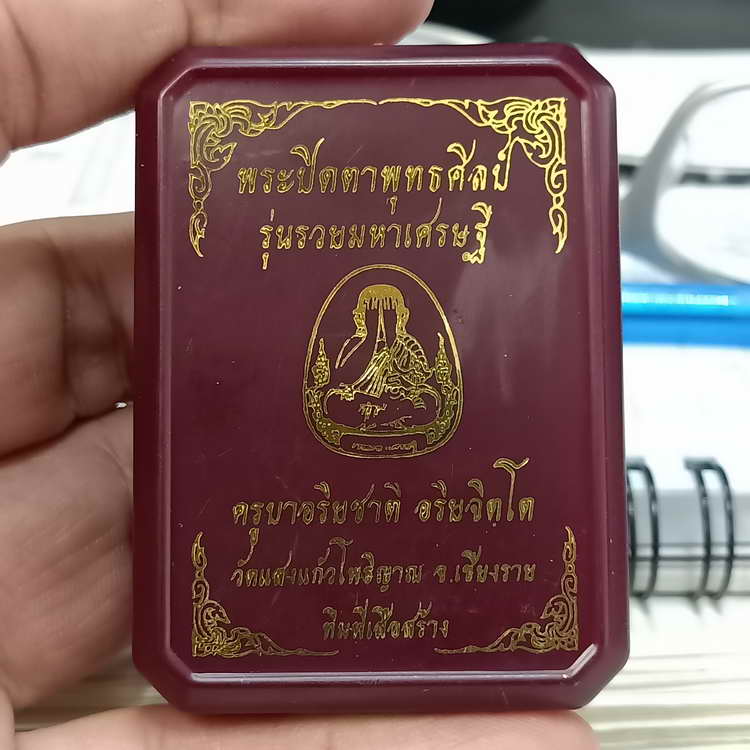 พระปิดตาพุทธศิลป์
รุ่นรวยมหาเศรษฐี
ครูบาอริยชาติ อริยจิตฺโต
วัดแสงแก้วโพธิญาณ จ.เชียงราย
ทีมพี่เสือสร้าง